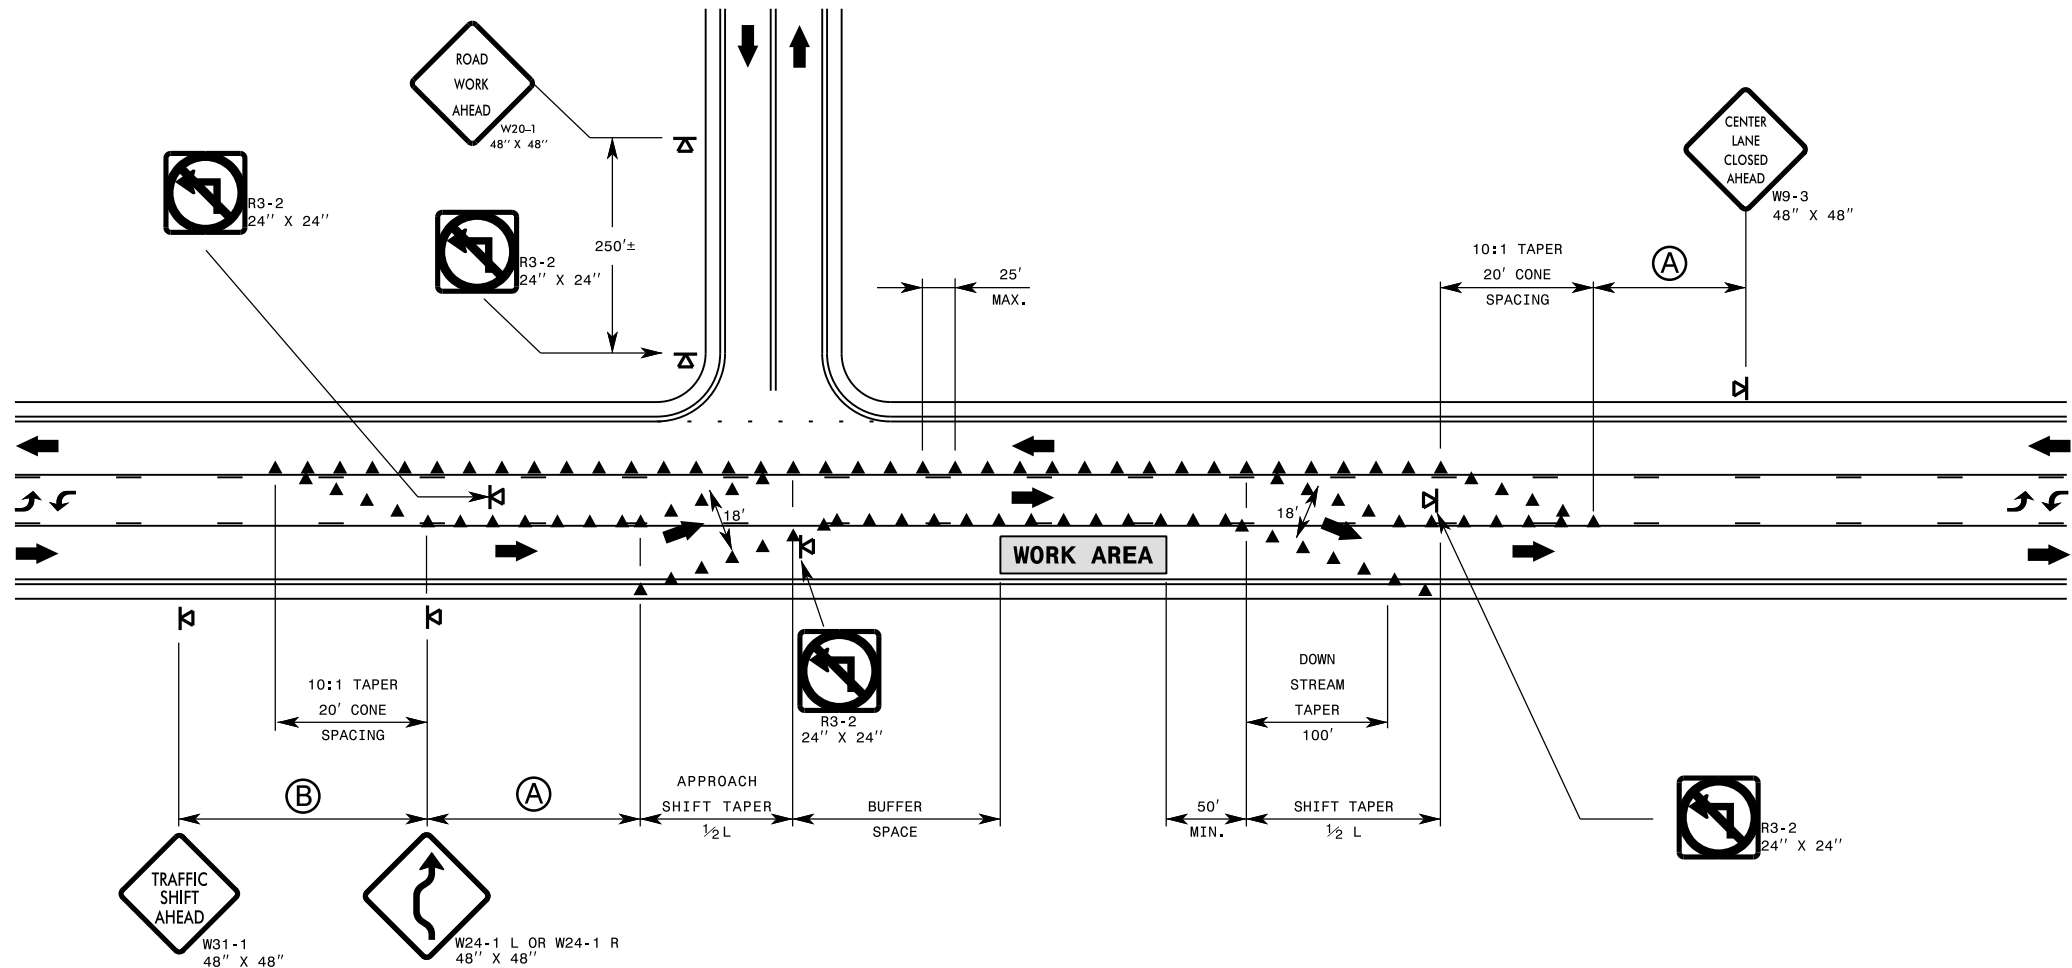 ROAD
WORK
AHEAD
W20-1
48'' X 48''
CENTER
LANE
CLOSED
AHEAD
W9-3
48'' X 48''
R3-2
24'' X 24''
R3-2
24'' X 24''
250'±
25'
MAX.
10:1 TAPER
20' CONE
SPACING
A
18'
18'
WORK AREA
R3-2
24'' X 24''
10:1 TAPER
20' CONE
SPACING
DOWN
STREAM
TAPER
100'
B
A
APPROACH
SHIFT TAPER
½ L
BUFFER
SPACE
50'
MIN.
SHIFT TAPER
½ L
R3-2
24'' X 24''
TRAFFIC
SHIFT
AHEAD
W31-1
48'' X 48''
W24-1 L OR W24-1 R
48'' X 48''